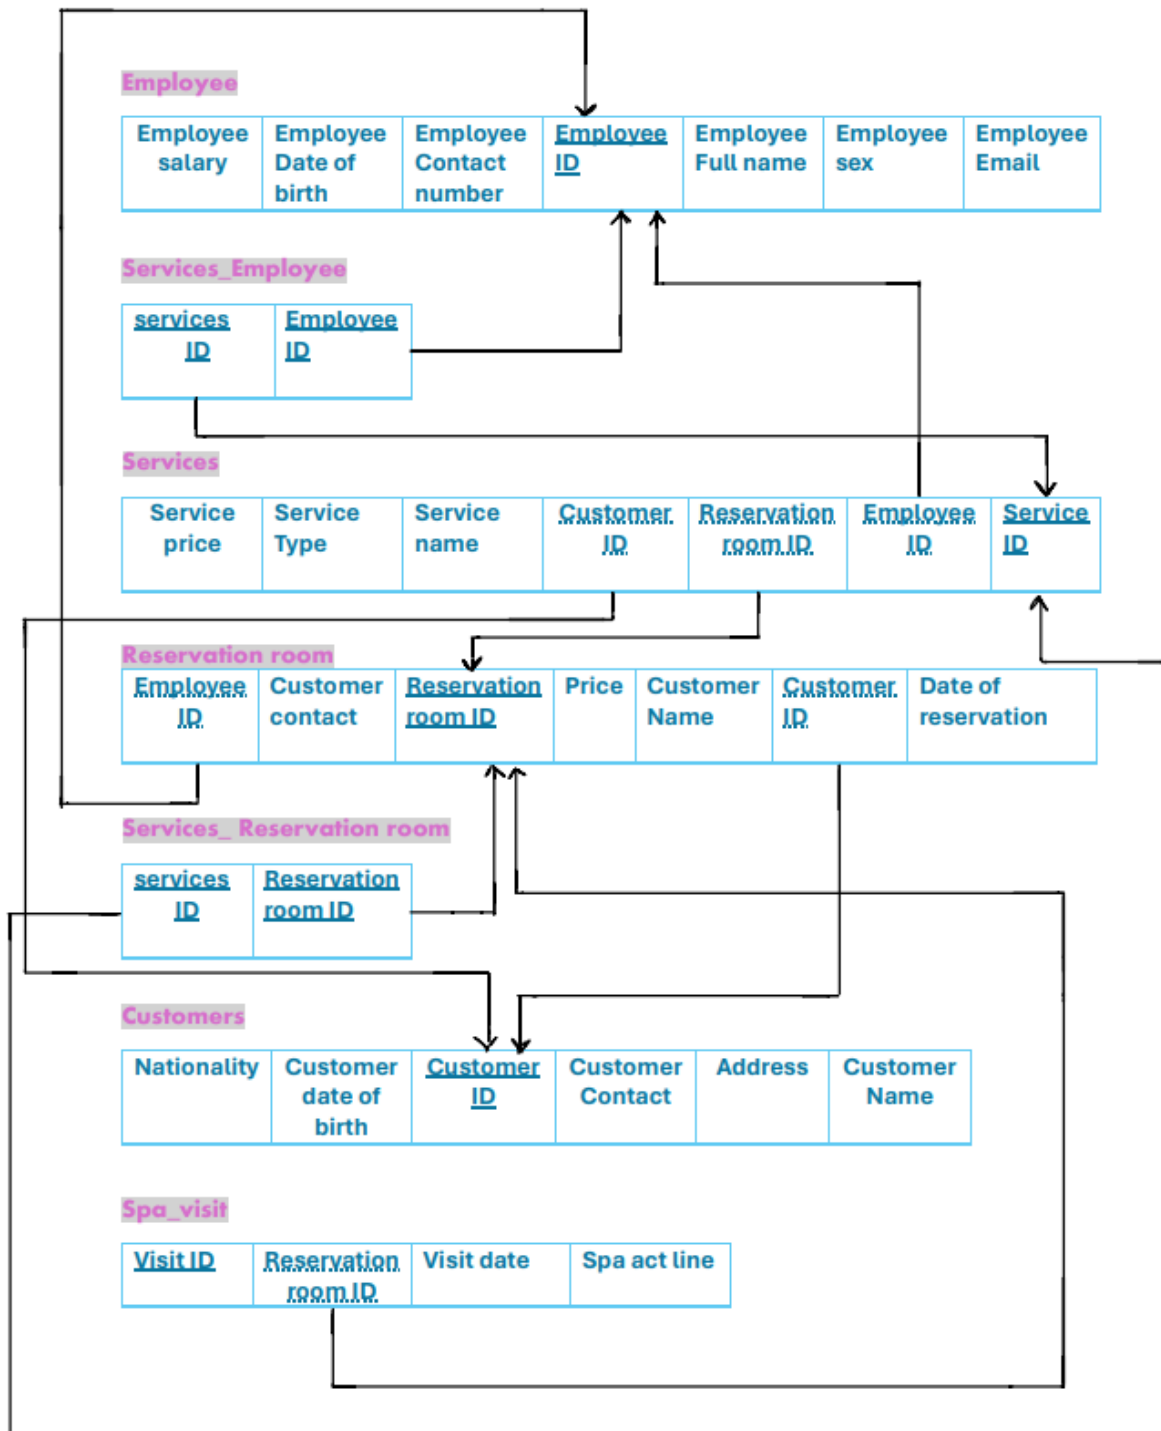 Employee
Employee salary
Employee Date of birth
Employee Contact number
Employee ID
Employee Full name
Employee sex
Employee Email
Services_Employee
services ID
Employee ID
Services
Service price
Service Type
Service name
Customer ID
Reservation room ID
Employee ID
Service ID
Reservation room
Employee ID
Customer contact
Reservation room ID
Price
Customer Name
Customer ID
Date of reservation
Services_ Reservation room
services ID
Reservation room ID
Customers
Nationality
Customer date of birth
Customer ID
Customer Contact
Address
Customer Name
Spa_visit
Visit ID
Reservation room ID
Visit date
Spa act line